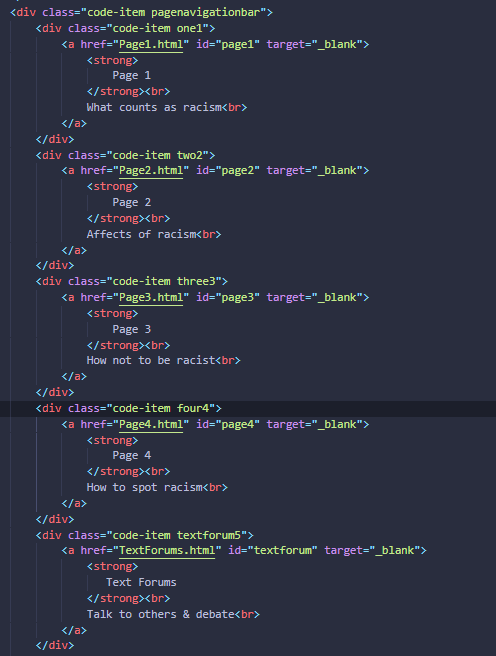 <div class="code-item pagenavigationbar">
<div class="code-item one1">
<a href="Page1.html" id="page1" target="_blank">
<strong>
Page 1
</strong><br>
What counts as racism<br>
</a>
</div>
<div class="code-item two2">
<a href="Page2.html" id="page2" target="_blank">
<strong>
Page 2
</strong><br>
Affects of racism<br>
</a>
</div>
<div class="code-item three3">
<a href="Page3.html" id="page3" target="_blank">
<strong>
Page 3
</strong><br>
How not to be racist<br>
</a>
</div>
<div class="code-item four4">
<a href="Page4.html" id="page4" target="_blank">
<strong>
Page 4
</strong><br>
How to spot racism<br>
</a>
</div>
<div class="code-item textforum5">
<a href="TextForums.html" id="textforum" target="_blank">
<strong>
Text Forums
</strong><br>
Talk to others & debate<br>
</a>
</div>